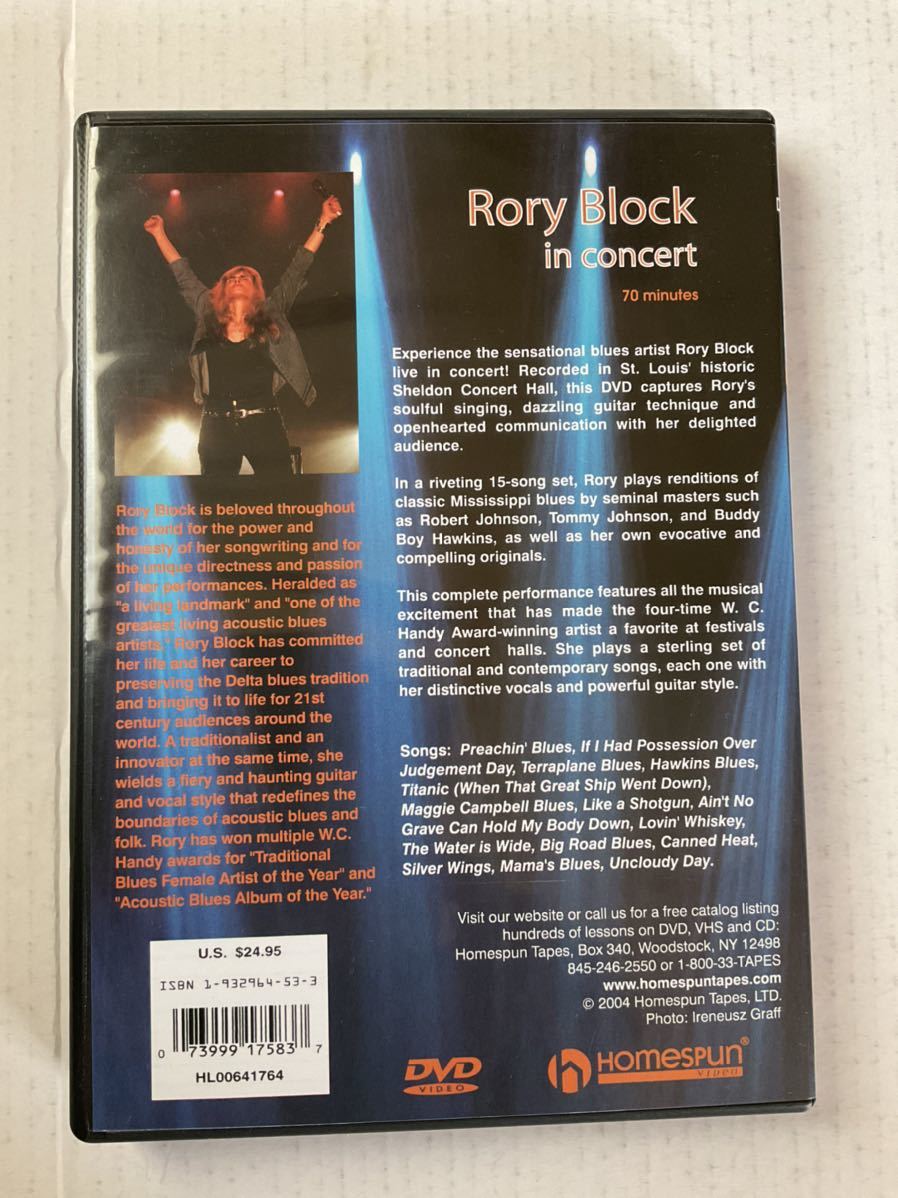 Rory Block
in concert
70 minutes
Experience the sensational blues artist Rory Block
live in concert! Recorded in St. Louis' historic
Sheldon Concert Hall, this DVD captures Rory's
soulful singing, dazzling guitar technique and
openhearted communication with her delighted
audience.
In a riveting 15-song set, Rory plays renditions of
classic Mississippi blues by seminal masters such
as Robert Johnson, Tommy Johnson, and Buddy
Boy Hawkins, as well as her own evocative and
compelling originals.
This complete performance features all the musical
excitement that has made the four-time W. C.
Handy Award-winning artist a favorite at festivals
and concert halls. She plays a sterling set of
traditional and contemporary songs, each one with
her distinctive vocals and powerful guitar style.
Songs: Preachin' Blues, If I Had Possession Over
Judgement Day, Terraplane Blues, Hawkins Blues,
Titanic (When That Great Ship Went Down),
Maggie Campbell Blues, Like a Shotgun, Ain't No
Grave Can Hold My Body Down, Lovin' Whiskey,
The Water is Wide, Big Road Blues, Canned Heat,
Silver Wings, Mama's Blues, Uncloudy Day.
Rory Block is beloved throughout
the world for the power and
honesty of her songwriting and for
the unique directness and passion
of her performances. Heralded as
"a living landmark" and "one of the
greatest living acoustic blues
artists," Rory Block has committed
her life and her career to
preserving the Delta blues tradition
and bringing it to life for 21st
century audiences around the
world. A traditionalist and an
innovator at the same time, she
wields a fiery and haunting guitar
and vocal style that redefines the
boundaries of acoustic blues and
folk. Rory has won multiple W.C.
Handy awards for "Traditional
Blues Female Artist of the Year" and
"Acoustic Blues Album of the Year."
Visit our website or call us for a free catalog listing
hundreds of lessons on DVD, VHS and CD:
Homespun Tapes, Box 340, Woodstock, NY 12498
845-246-2550 or 1-800-33-TAPES
www.homespuntapes.com
© 2004 Homespun Tapes, LTD.
Photo: Ireneusz Graff
U.S. $24.95
ISBN 1-932964-53-3
0 73999 17583 7
HL00641764
DVD
VIDEO
HOMESPUN®
VIDEO